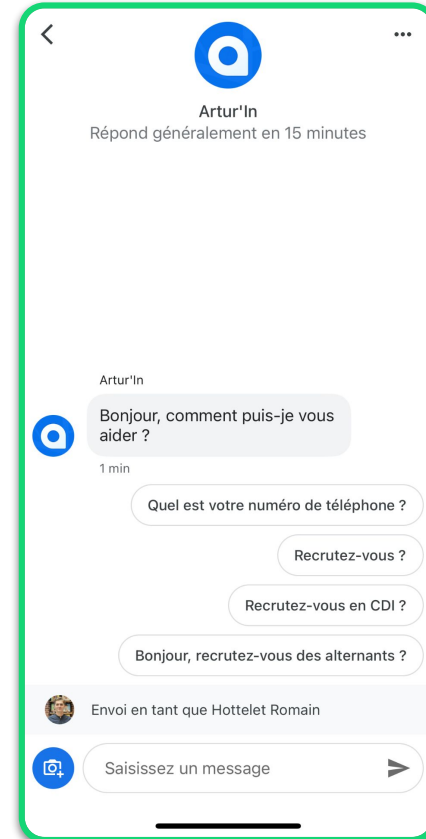 Artur'In
Répond généralement en 15 minutes
Artur'In
Bonjour, comment puis-je vous
aider ?
1 min
Quel est votre numéro de téléphone ?
Recrutez-vous ?
Recrutez-vous en CDI ?
Bonjour, recrutez-vous des alternants ?
Envoi en tant que Hottelet Romain
Saisissez un message